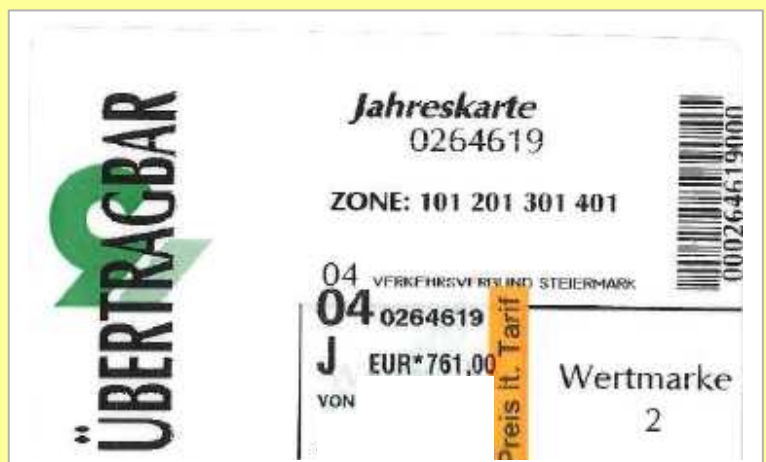 ÜBERTRAGBAR
Jahreskarte
0264619
ZONE: 101 201 301 401
000264619000
04 VERKEHRSVERBUND STEIERMARK
04 0264619
J EUR*761,00
VON
Preis lt. Tarif
Wertmarke
2